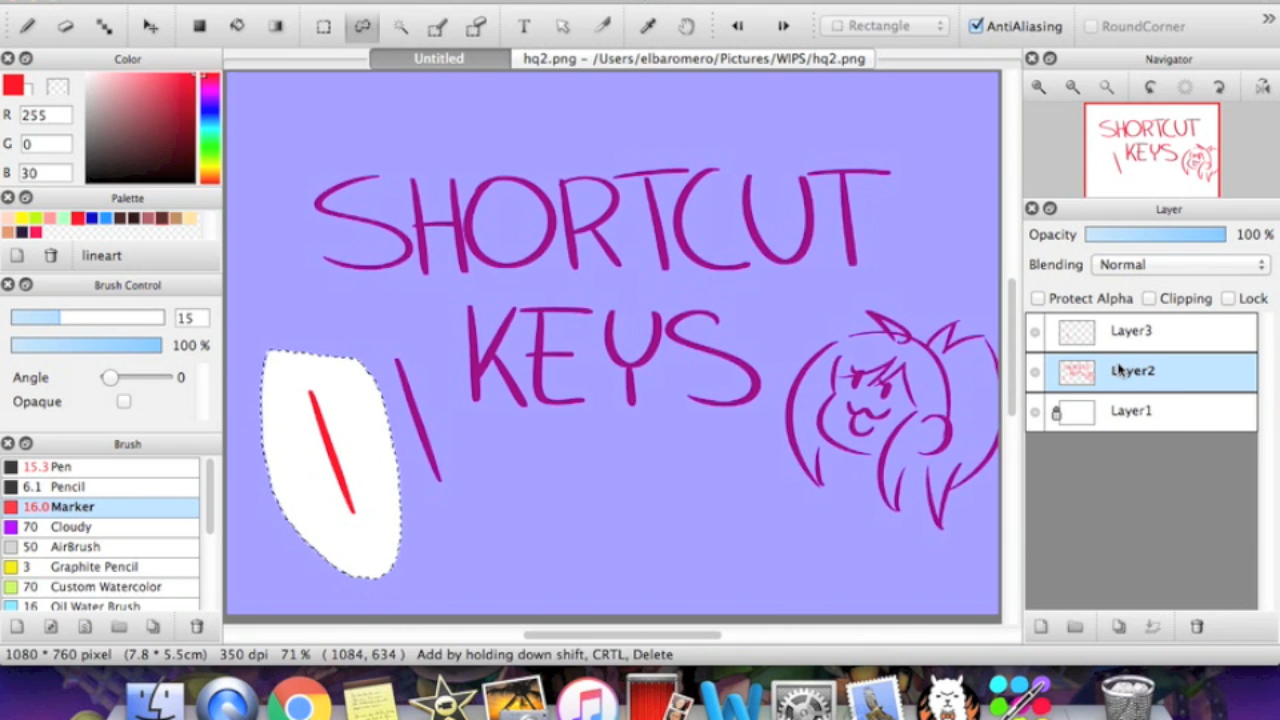 Rectangle
AntiAliasing
RoundCorner
Color
Untitled
hq2.png – /Users/elbaromero/Pictures/WIPS/hq2.png
Navigator
R 255
G 0
B 30
SHORTCUT
KEYS
Palette
lineart
SHORTCUT
KEYS
Layer
Opacity 100 %
Blending Normal
Protect Alpha Clipping Lock
Brush Control
15
100 %
Angle 0
Opaque
Layer3
Layer2
Layer1
Brush
15.3 Pen
6.1 Pencil
16.0 Marker
70 Cloudy
50 AirBrush
3 Graphite Pencil
70 Custom Watercolor
16 Oil Water Brush
1080 * 760 pixel (7.8 * 5.5cm) 350 dpi 71 % ( 1084, 634 ) Add by holding down shift, CRTL, Delete